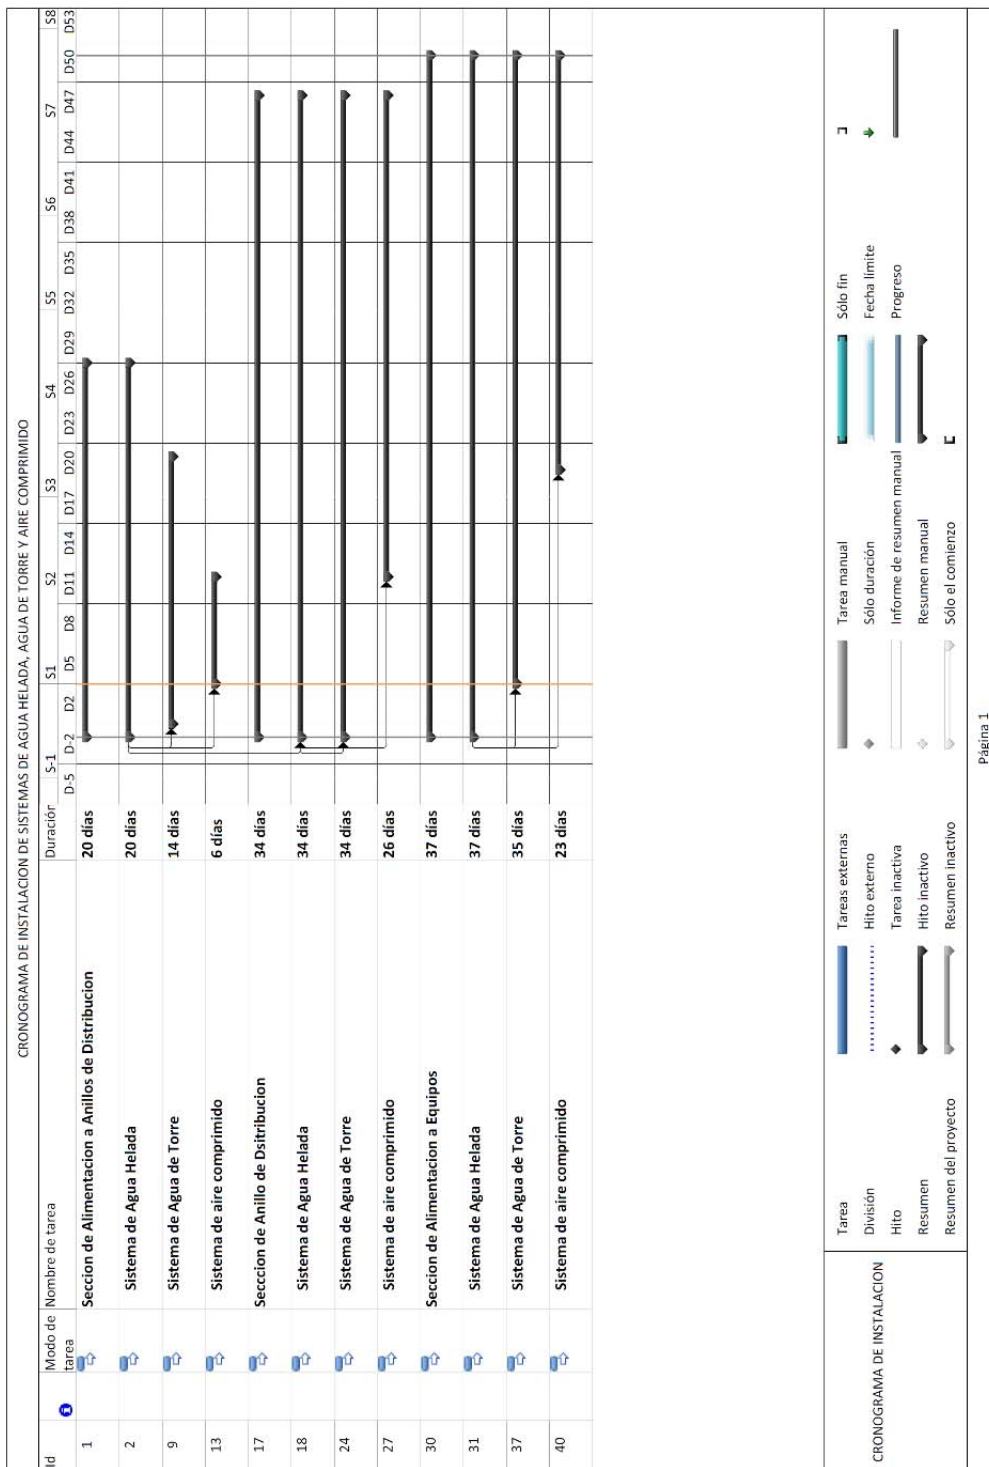 CRONOGRAMA DE INSTALACION DE SISTEMAS DE AGUA HELADA, AGUA DE TORRE Y AIRE COMPRIMIDO
Id Modo de tarea Nombre de tarea Duración S-1 S1 S2 S3 S4 S5 S6 S7 S8
D-5 D-2 D2 D5 D8 D11 D14 D17 D20 D23 D26 D29 D32 D35 D38 D41 D44 D47 D50 D53
1 Seccion de Alimentacion a Anillos de Distribucion 20 días
2 Sistema de Agua Helada 20 días
9 Sistema de Agua de Torre 14 días
13 Sistema de aire comprimido 6 días
17 Secccion de Anillo de Dsitribucion 34 días
18 Sistema de Agua Helada 34 días
24 Sistema de Agua de Torre 34 días
27 Sistema de aire comprimido 26 días
30 Seccion de Alimentacion a Equipos 37 días
31 Sistema de Agua Helada 37 días
37 Sistema de Agua de Torre 35 días
40 Sistema de aire comprimido 23 días
CRONOGRAMA DE INSTALACION
Tarea Tareas externas Tarea manual Sólo fin
División Hito externo Sólo duración Fecha límite
Hito Tarea inactiva Informe de resumen manual Progreso
Resumen Hito inactivo Resumen manual
Resumen del proyecto Resumen inactivo Sólo el comienzo
Página 1